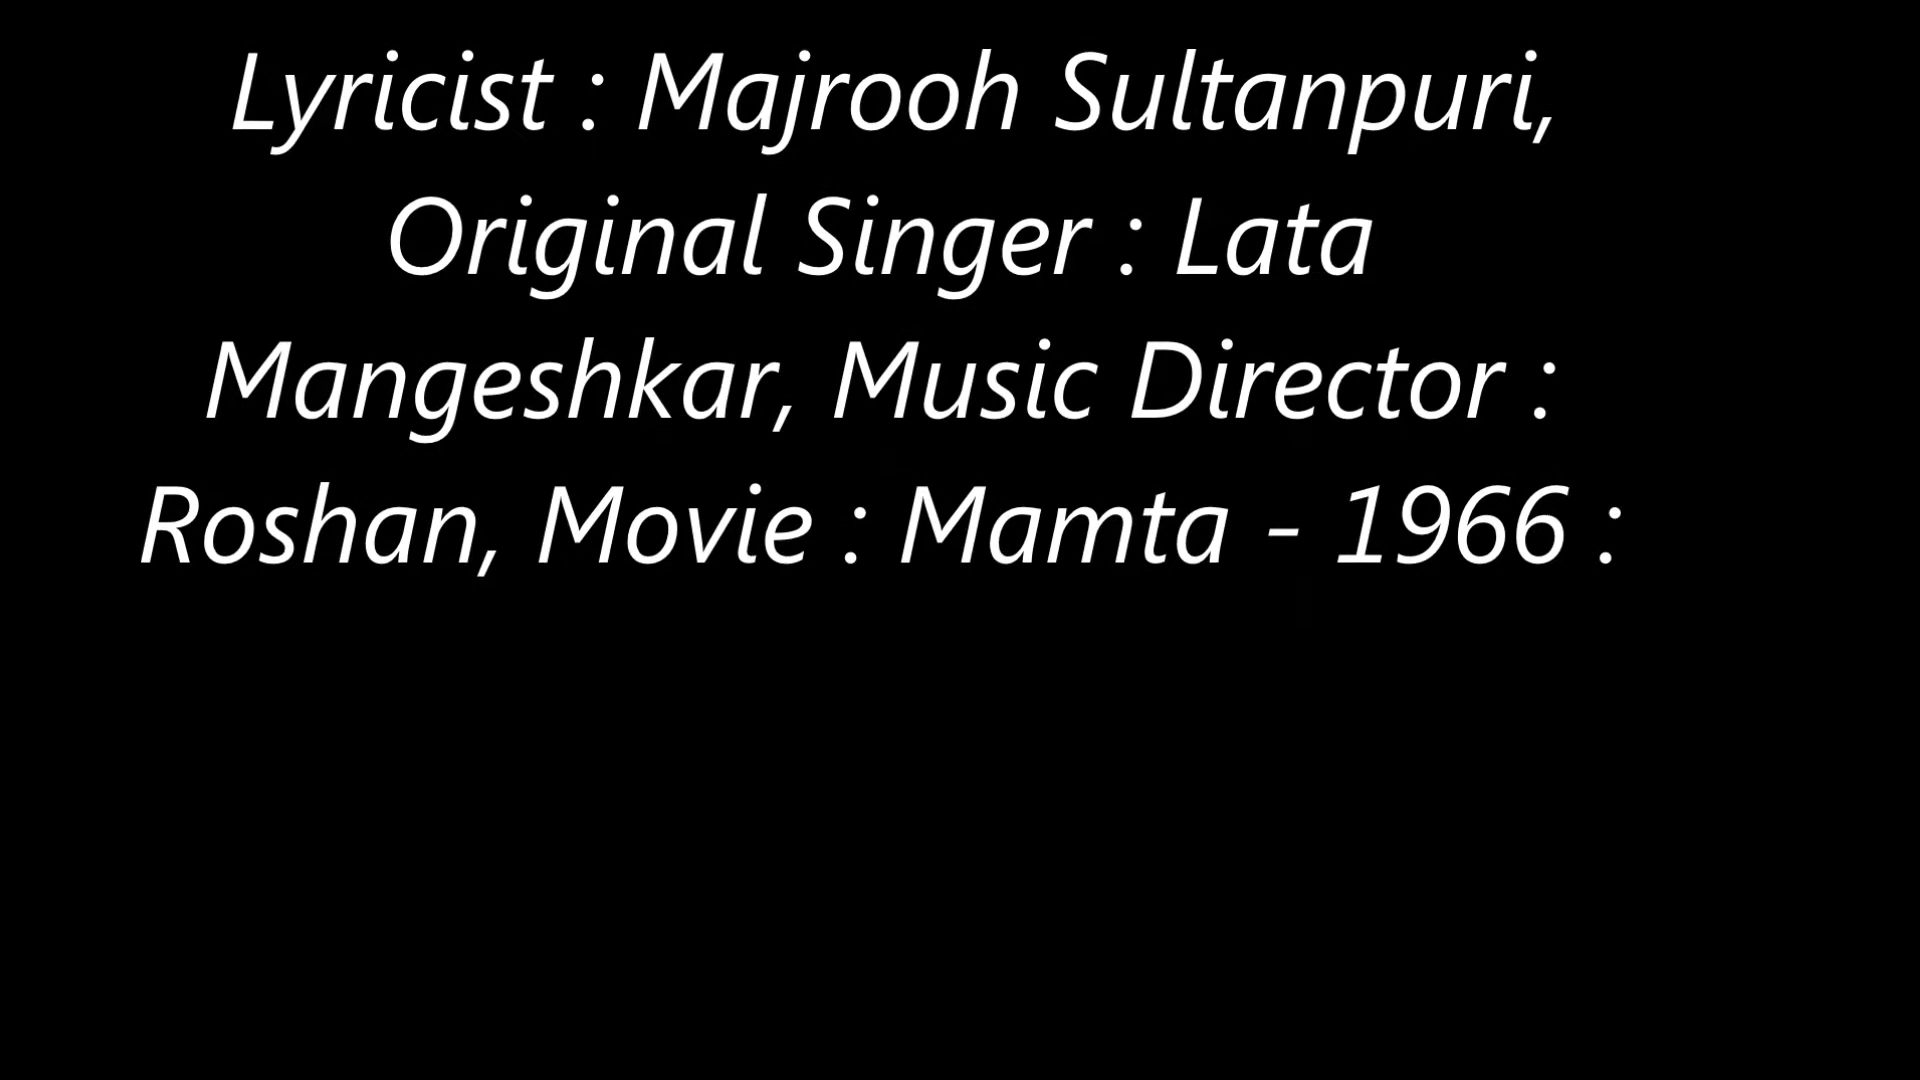 Lyricist : Majrooh Sultanpuri,
Original Singer : Lata
Mangeshkar, Music Director :
Roshan, Movie : Mamta - 1966 :